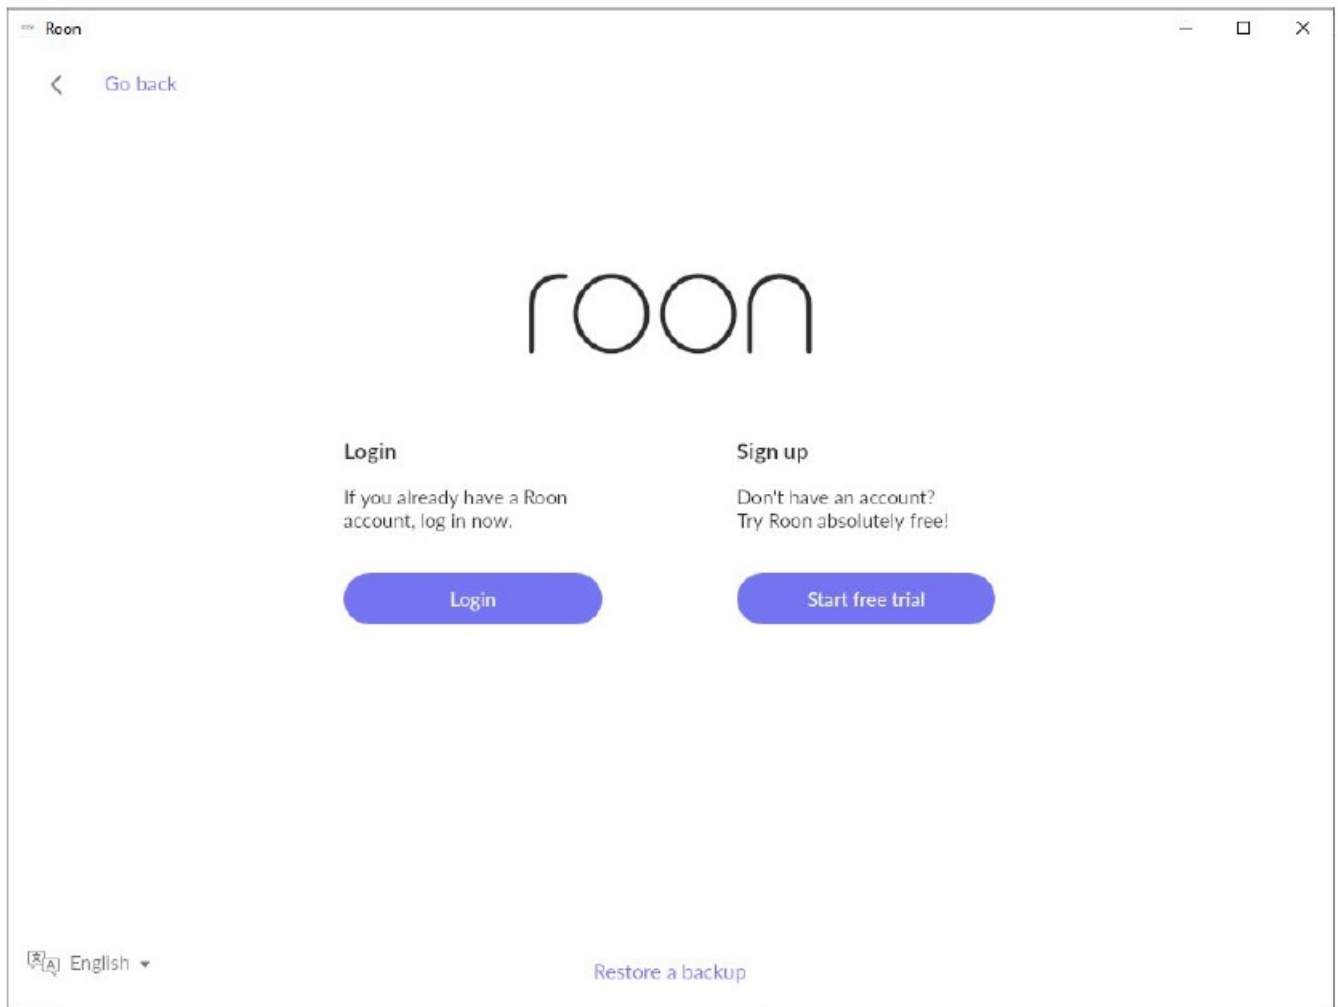 Roon
Go back
roon
Login
If you already have a Roon
account, log in now.
Login
Sign up
Don't have an account?
Try Roon absolutely free!
Start free trial
English
Restore a backup